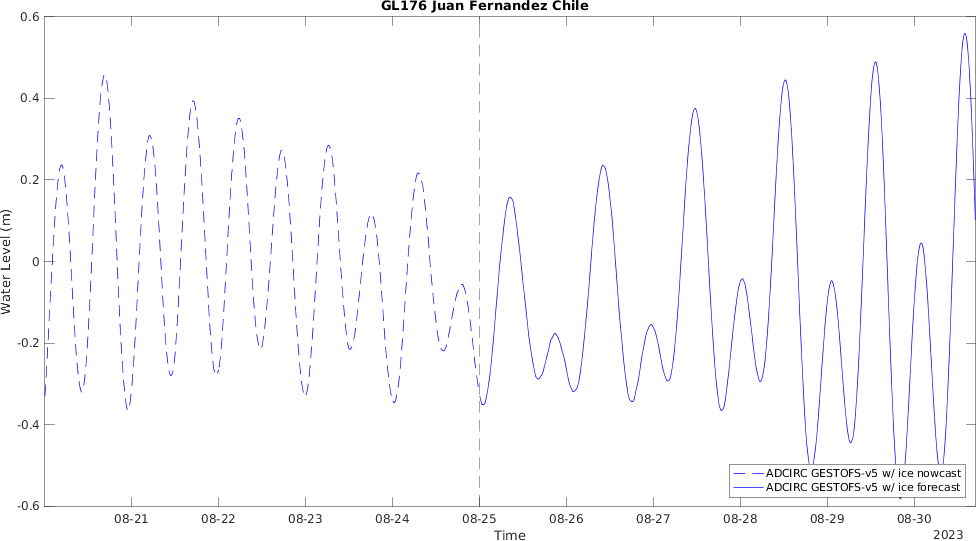 GL176 Juan Fernandez Chile
0.6
0.4
0.2
0
-0.2
-0.4
-0.6
Water Level (m)
ADCIRC GESTOFS-v5 w/ ice nowcast
ADCIRC GESTOFS-v5 w/ ice forecast
08-21 08-22 08-23 08-24 08-25 08-26 08-27 08-28 08-29 08-30
Time
2023